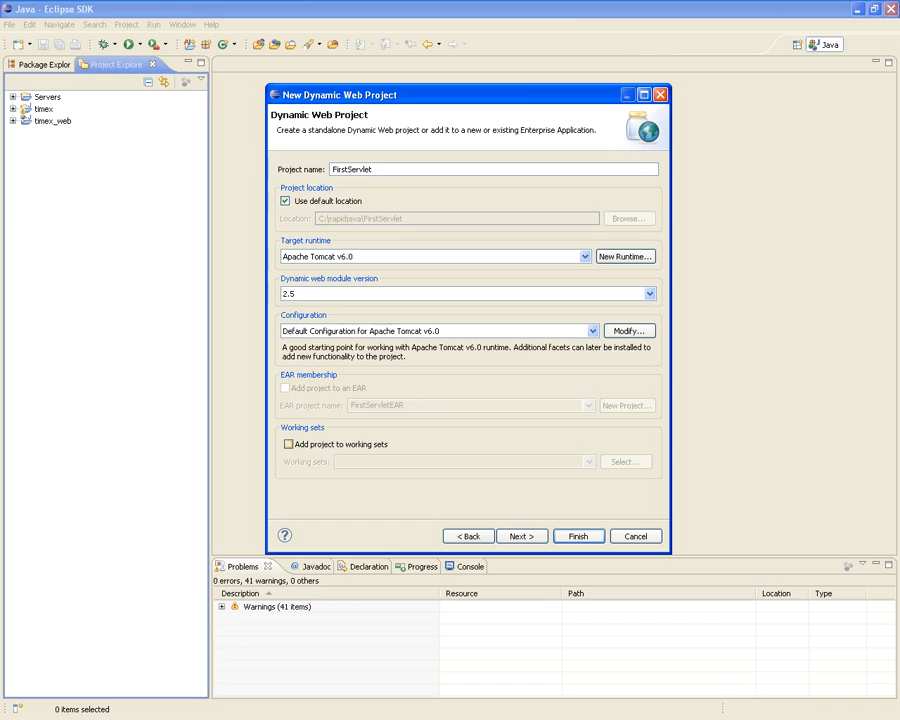 Java - Eclipse SDK
File Edit Navigate Search Project Run Window Help
Java
Package Explor Project Explore
Servers
timex
timex_web
New Dynamic Web Project
Dynamic Web Project
Create a standalone Dynamic Web project or add it to a new or existing Enterprise Application.
Project name: FirstServlet
Project location
Use default location
Location: C:\rapidjava\FirstServlet Browse...
Target runtime
Apache Tomcat v6.0 New Runtime...
Dynamic web module version
2.5
Configuration
Default Configuration for Apache Tomcat v6.0 Modify...
A good starting point for working with Apache Tomcat v6.0 runtime. Additional facets can later be installed to
add new functionality to the project.
EAR membership
Add project to an EAR
EAR project name: FirstServletEAR New Project...
Working sets
Add project to working sets
Working sets: Select...
? < Back Next > Finish Cancel
Problems @ Javadoc Declaration Progress Console
0 errors, 41 warnings, 0 others
Description Resource Path Location Type
Warnings (41 items)
0 items selected